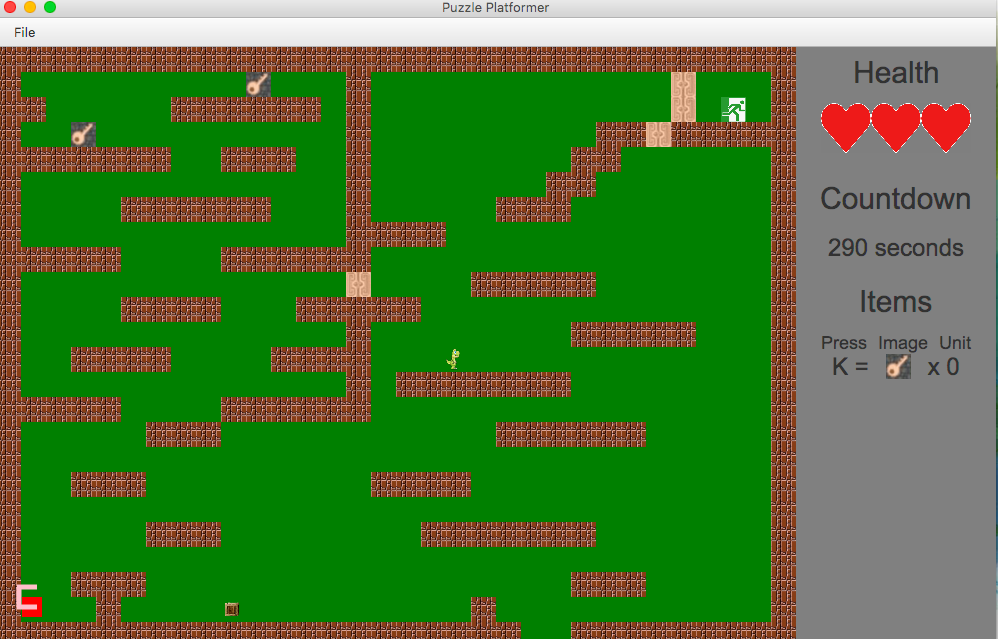 Puzzle Platformer
File
Health
Countdown
290 seconds
Items
Press Image Unit
K = x 0